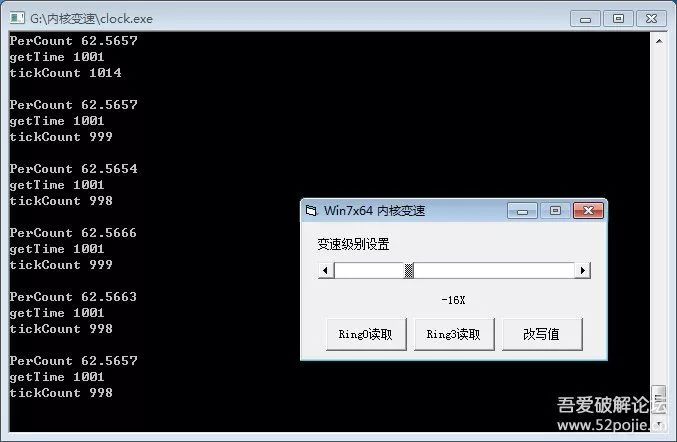 G:\内核变速\clock.exe
PerCount 62.5657
getTime 1001
tickCount 1014
PerCount 62.5657
getTime 1001
tickCount 999
PerCount 62.5654
getTime 1001
tickCount 998
PerCount 62.5666
getTime 1001
tickCount 999
PerCount 62.5663
getTime 1001
tickCount 998
PerCount 62.5657
getTime 1001
tickCount 998
Win7x64 内核变速
变速级别设置
-16X
Ring0读取
Ring3读取
改写值
吾爱破解论坛
www.52pojie.cn